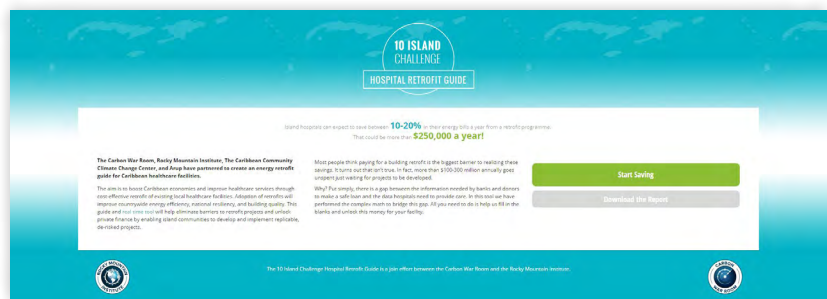 10 ISLAND
CHALLENGE
HOSPITAL RETROFIT GUIDE
Island hospitals can expect to save between 10-20% in their energy bills a year from a retrofit programme.
That could be more than $250,000 a year!
The Carbon War Room, Rocky Mountain Institute, The Caribbean Community
Climate Change Center, and Arup have partnered to create an energy retrofit
guide for Caribbean healthcare facilities.
The aim is to boost Caribbean economies and improve healthcare services through
cost effective retrofit of existing local healthcare facilities. Adoption of retrofits will
improve countrywide energy efficiency, national resiliency, and building quality. This
guide and our sites tool will help eliminate barriers to retrofit projects and unlock
private finance by enabling island communities to develop and implement replicable,
de-risked projects.
Most people think paying for a building retrofit is the biggest barrier to realizing these
savings. It turns out that isn't true. In fact, more than $100-300 million annually goes
unspent just waiting for projects to be developed.
Why? Put simply, there is a gap between the information needed by banks and donors
to make a safe loan and the data hospitals need to provide care. In this tool we have
performed the complex math to bridge this gap. All you need to do is help us fill in the
blanks and unlock this money for your facility.
Start Saving
Download the Report
ROCKY MOUNTAIN
INSTITUTE
The 10 Island Challenge Hospital Retrofit Guide is a join effort between the Carbon War Room and the Rocky Mountain Institute.
CARBON
WAR ROOM